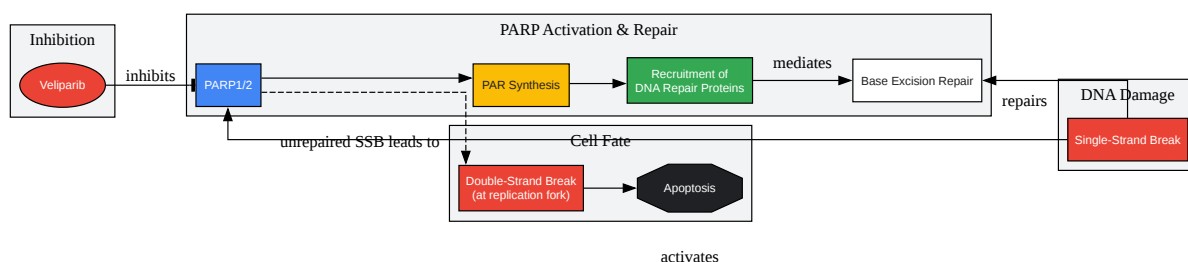 PARP Activation & Repair
Inhibition
inhibits
mediates
repairs
Veliparib
PARP1/2
PAR Synthesis
Recruitment of
DNA Repair Proteins
Base Excision Repair
DNA Damage
Single-Strand Break
unrepaired SSB leads to
Cell Fate
Double-Strand Break
(at replication fork)
Apoptosis
activates